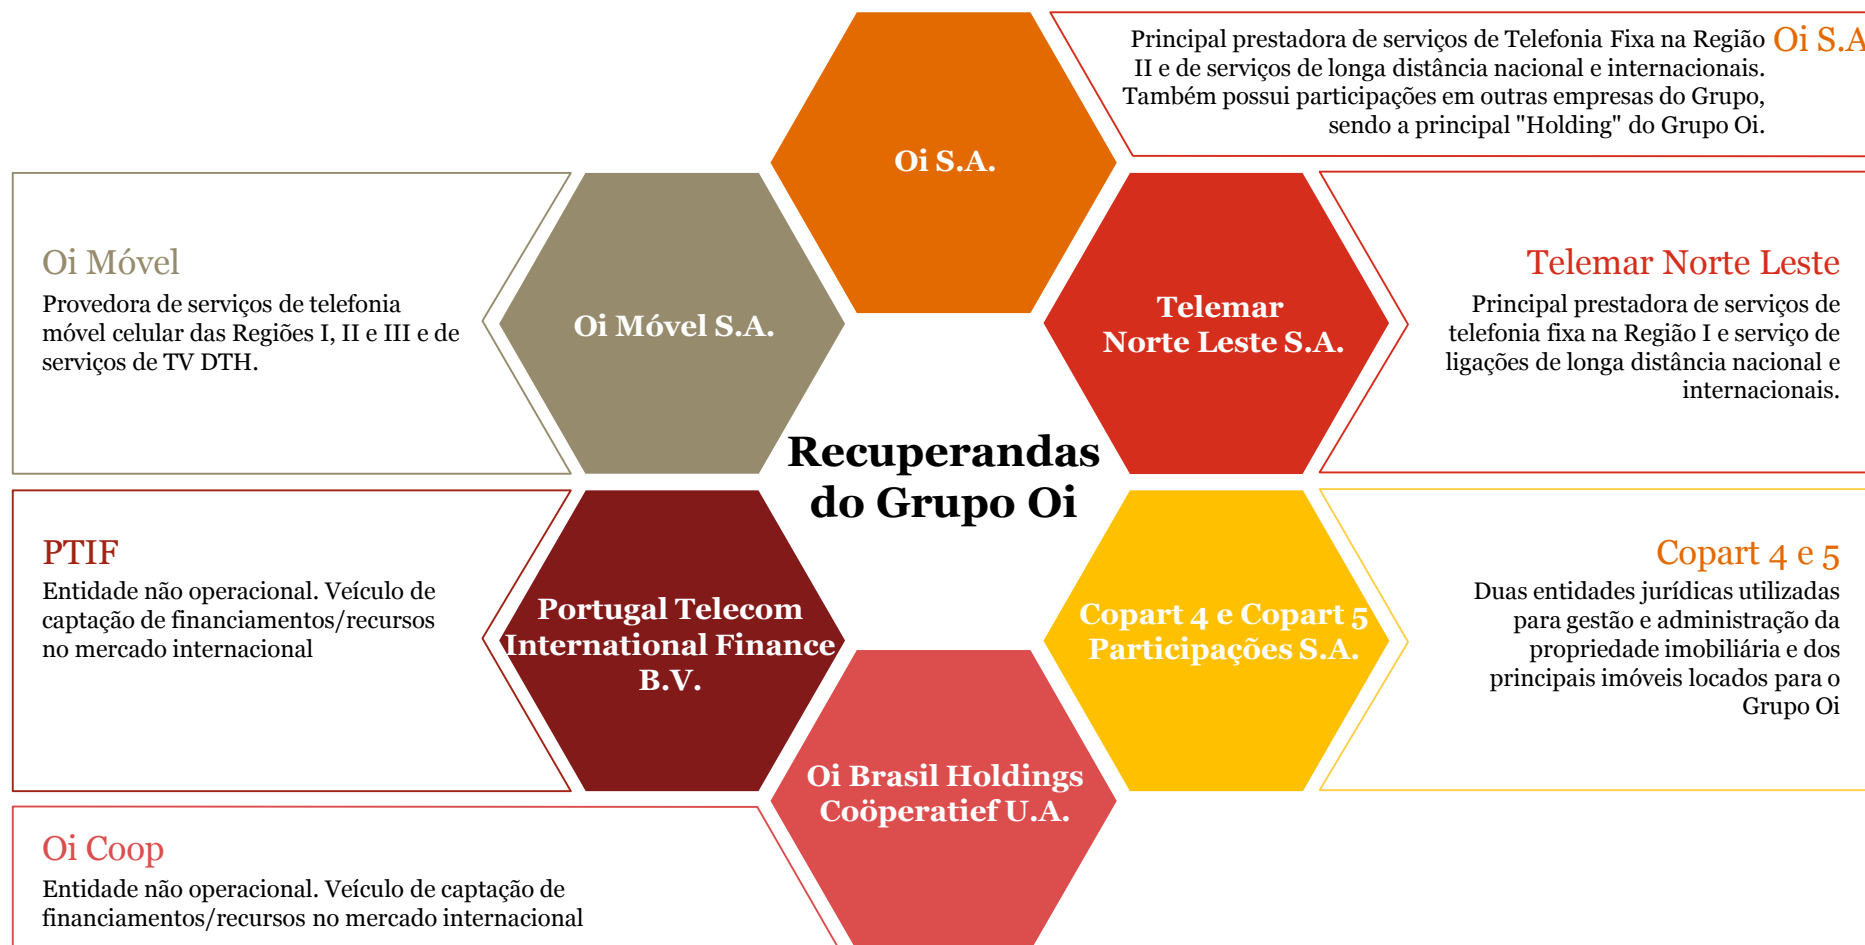 Oi S.A.
Principal prestadora de serviços de Telefonia Fixa na Região
II e de serviços de longa distância nacional e internacionais.
Também possui participações em outras empresas do Grupo,
sendo a principal "Holding" do Grupo Oi.
Oi S.A
Oi Móvel
Provedora de serviços de telefonia
móvel celular das Regiões I, II e III e de
serviços de TV DTH.
Oi Móvel S.A.
Telemar
Norte Leste S.A.
Telemar Norte Leste
Principal prestadora de serviços de
telefonia fixa na Região I e serviço de
ligações de longa distância nacional e
internacionais.
Recuperandas
do Grupo Oi
PTIF
Entidade não operacional. Veículo de
captação de financiamentos/recursos
no mercado internacional
Portugal Telecom
International Finance
B.V.
Copart 4 e Copart 5
Participações S.A.
Copart 4 e 5
Duas entidades jurídicas utilizadas
para gestão e administração da
propriedade imobiliária e dos
principais imóveis locados para o
Grupo Oi
Oi Brasil Holdings
Coöperatief U.A.
Oi Coop
Entidade não operacional. Veículo de captação de
financiamentos/recursos no mercado internacional